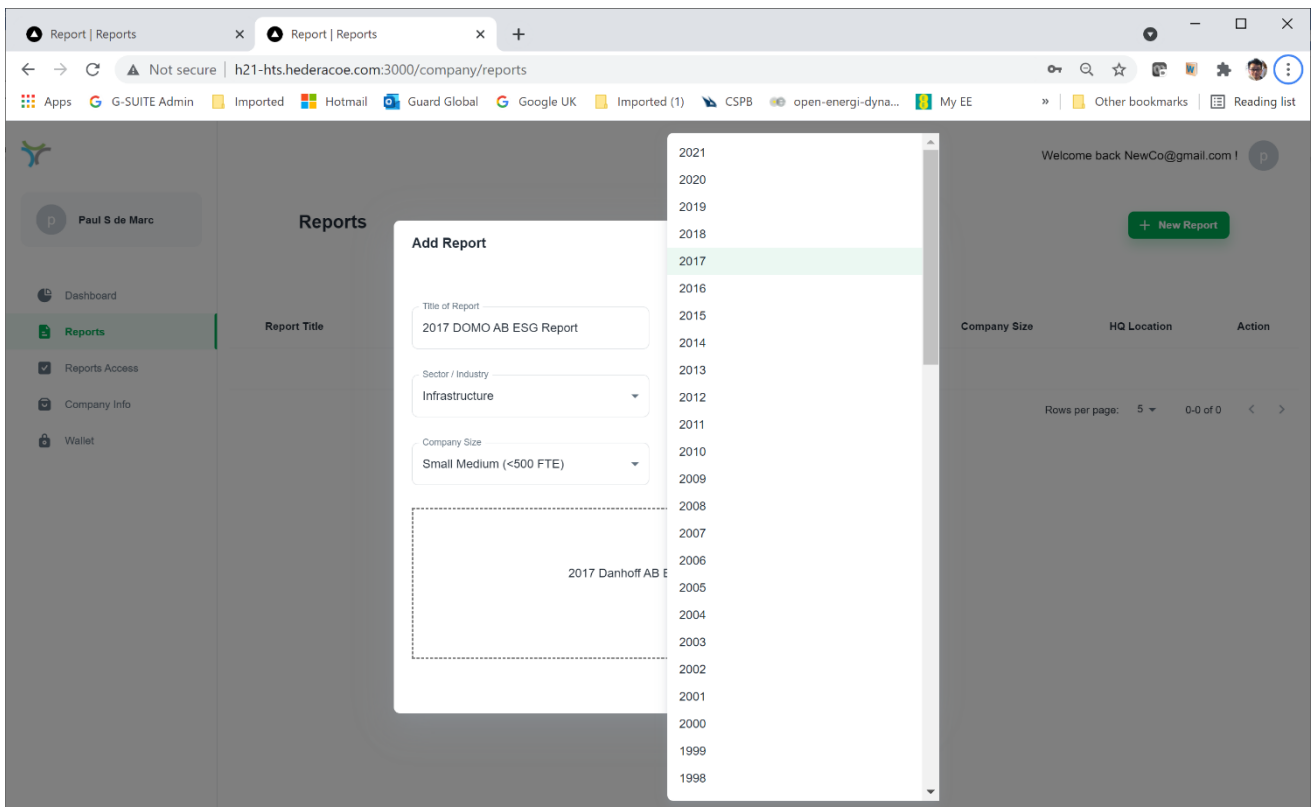 Report | Reports
Report | Reports
Not secure | h21-hts.hederacoe.com:3000/company/reports
Apps G-SUITE Admin Imported Hotmail Guard Global Google UK Imported (1) CSPB open-energi-dyna... My EE » Other bookmarks Reading list
Welcome back NewCo@gmail.com ! p
p Paul S de Marc
Reports
+ New Report
Dashboard
Reports
Reports Access
Company Info
Wallet
Report Title Company Size HQ Location Action
Rows per page: 5 0-0 of 0
Add Report
Title of Report
2017 DOMO AB ESG Report
Sector / Industry
Infrastructure
Company Size
Small Medium (<500 FTE)
2017 Danhoff AB
2021
2020
2019
2018
2017
2016
2015
2014
2013
2012
2011
2010
2009
2008
2007
2006
2005
2004
2003
2002
2001
2000
1999
1998